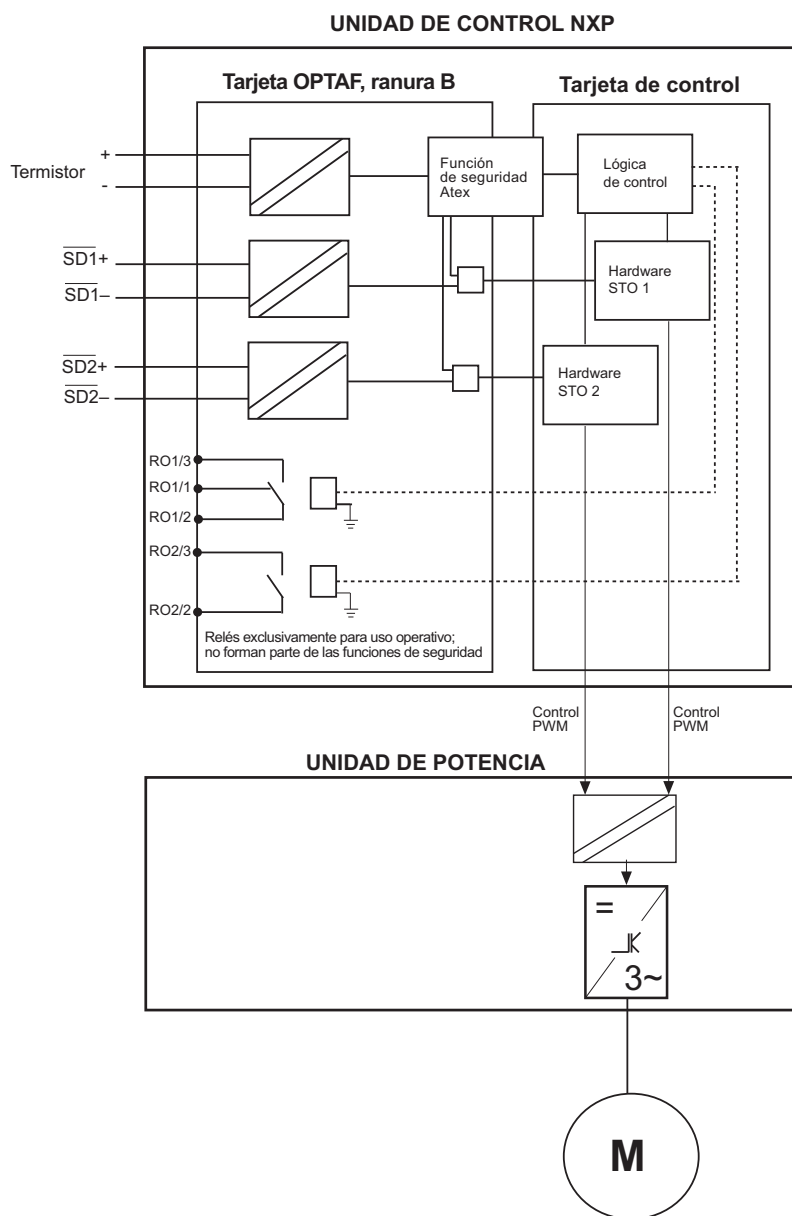 UNIDAD DE CONTROL NXP
Tarjeta OPTAF, ranura B
Tarjeta de control
Termistor
+
-
Función
de seguridad
Atex
Lógica
de control
SD1+
SD1–
Hardware
STO 1
SD2+
SD2–
Hardware
STO 2
RO1/3
RO1/1
RO1/2
RO2/3
RO2/2
Relés exclusivamente para uso operativo;
no forman parte de las funciones de seguridad
Control
PWM
Control
PWM
UNIDAD DE POTENCIA
=
3~
M